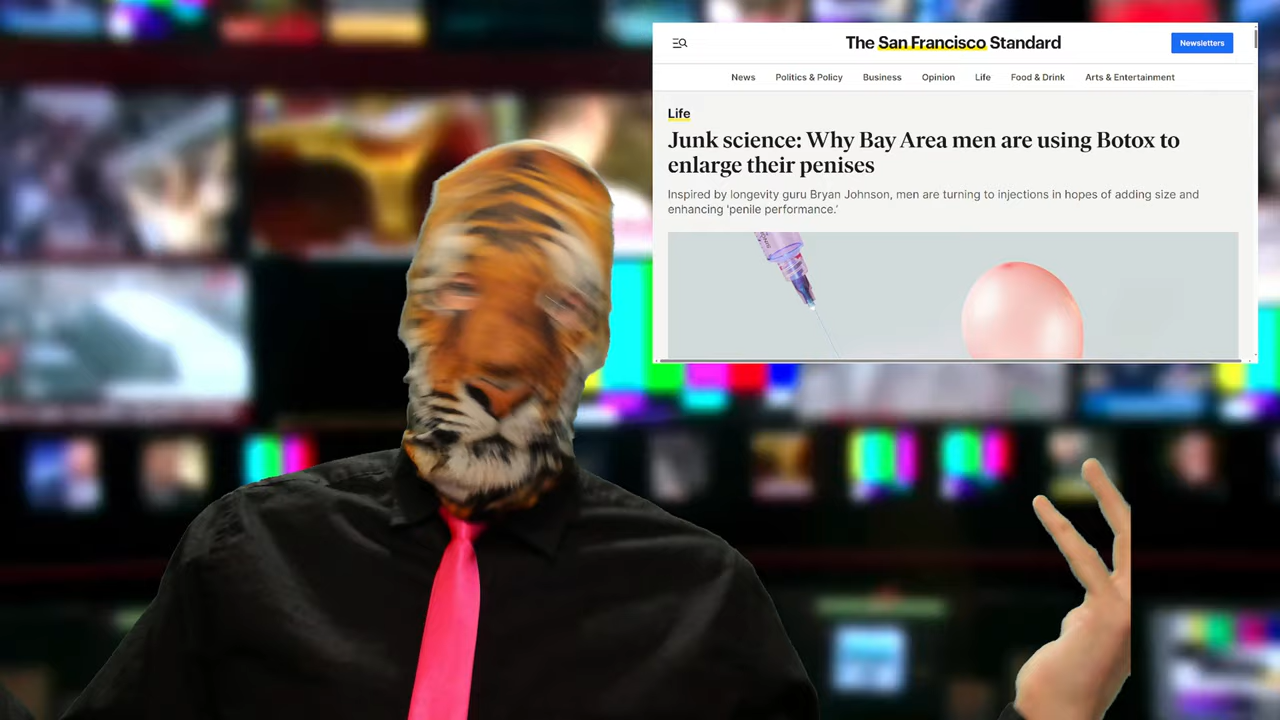 The San Francisco Standard
Newsletters
News Politics & Policy Business Opinion Life Food & Drink Arts & Entertainment
Life
Junk science: Why Bay Area men are using Botox to
enlarge their penises
Inspired by longevity guru Bryan Johnson, men are turning to injections in hopes of adding size and
enhancing ‘penile performance.’